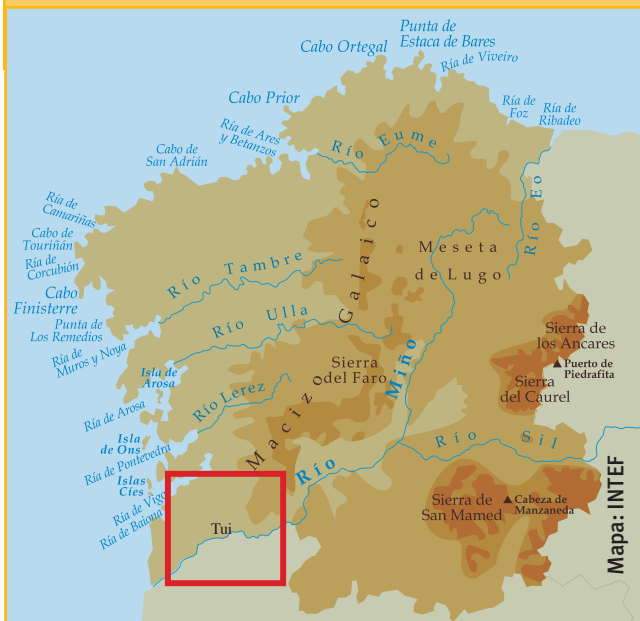 Punta de
Estaca de Bares
Cabo Ortegal
Ría de Viveiro
Cabo Prior
Ría de
Foz
Ría de
Ribadeo
Ría de Ares
y Betanzos
Río Eume
Cabo de
San Adrián
Río Eo
Ría de
Camariñas
Cabo de
Touriñán
Ría de
Corcubión
Cabo
Finisterre
Punta de
Los Remedios
Ría de
Muros y Noya
Río Tambre
Macizo Galaico
Meseta
de Lugo
Río Ulla
Sierra de
los Ancares
Puerto de
Piedrafita
Isla de
Arosa
Sierra
del Faro
Río Miño
Sierra
del Caurel
Río Lerez
Ría de Arosa
Isla
de Ons
Río Sil
Ría de Pontevedra
Islas
Cíes
Ría de Vigo
Ría de Baiona
Sierra de
San Mamed
Cabeza de
Manzaneda
Tui
Mapa: INTEF